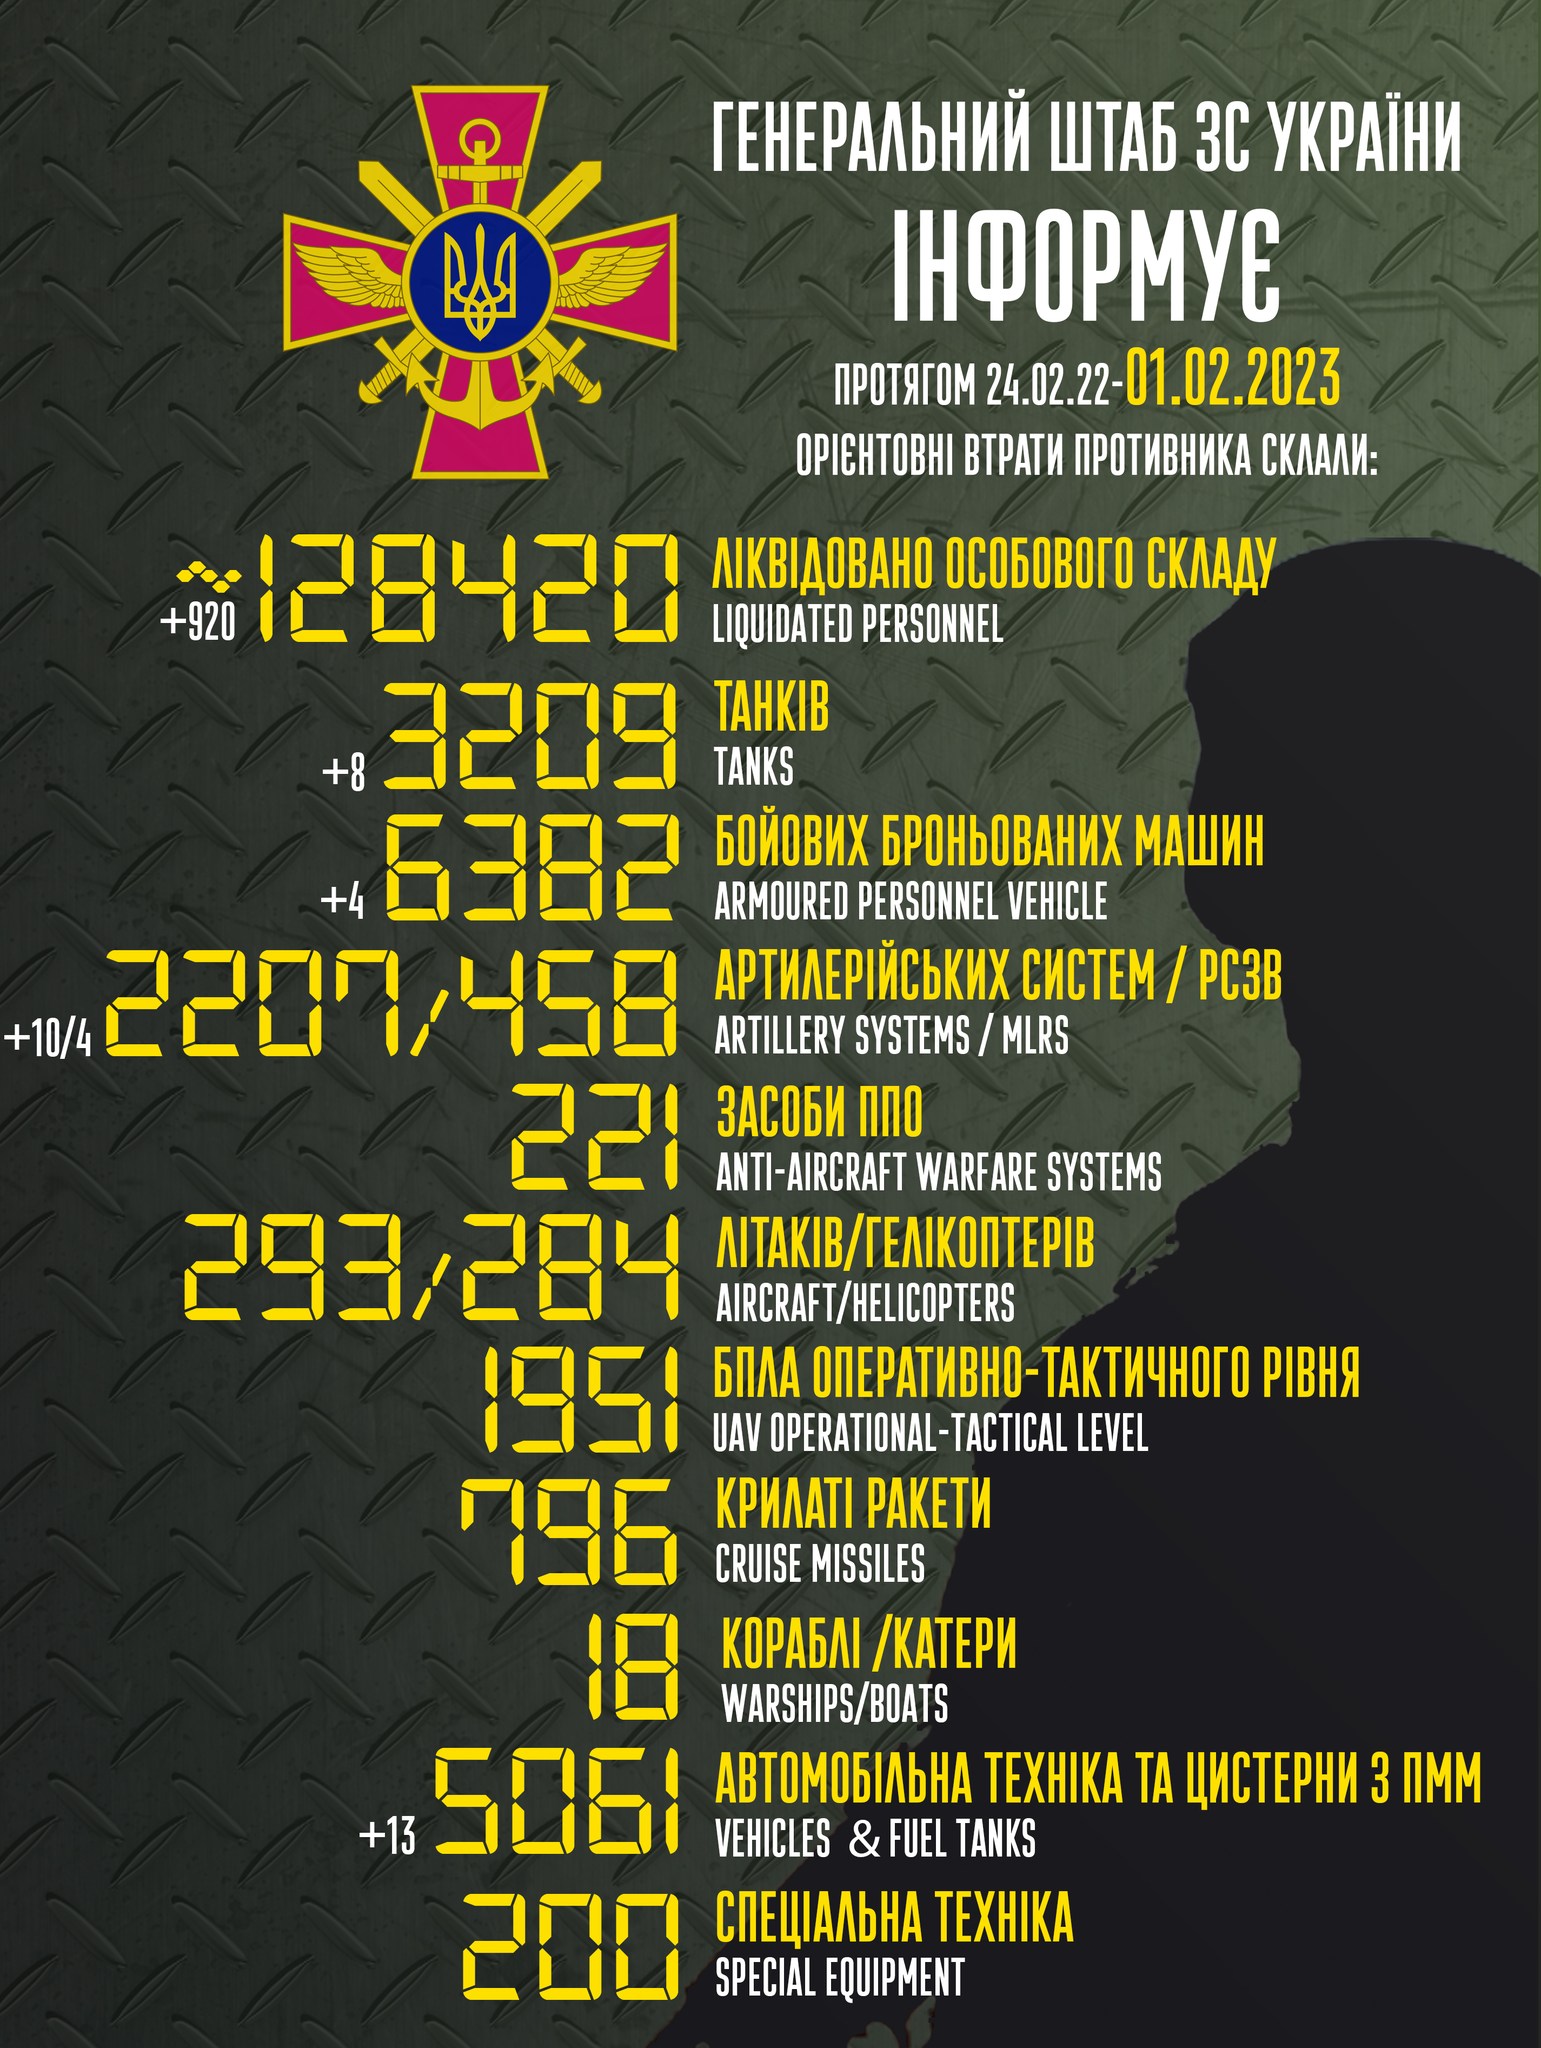 ГЕНЕРАЛЬНИЙ ШТАБ ЗС УКРАЇНИ
ІНФОРМУЄ
ПРОТЯГОМ 24.02.22-01.02.2023
ОРІЄНТОВНІ ВТРАТИ ПРОТИВНИКА СКЛАЛИ:
+920 ~128420 ЛІКВІДОВАНО ОСОБОВОГО СКЛАДУ
LIQUIDATED PERSONNEL
+8 3209 ТАНКІВ
TANKS
+4 6382 БОЙОВИХ БРОНЬОВАНИХ МАШИН
ARMOURED PERSONNEL VEHICLE
+10/4 2207/458 АРТИЛЕРІЙСЬКИХ СИСТЕМ / РСЗВ
ARTILLERY SYSTEMS / MLRS
221 ЗАСОБИ ППО
ANTI-AIRCRAFT WARFARE SYSTEMS
293/284 ЛІТАКІВ/ГЕЛІКОПТЕРІВ
AIRCRAFT/HELICOPTERS
1951 БПЛА ОПЕРАТИВНО-ТАКТИЧНОГО РІВНЯ
UAV OPERATIONAL-TACTICAL LEVEL
796 КРИЛАТІ РАКЕТИ
CRUISE MISSILES
18 КОРАБЛІ /КАТЕРИ
WARSHIPS/BOATS
+13 5061 АВТОМОБІЛЬНА ТЕХНІКА ТА ЦИСТЕРНИ З ПММ
VEHICLES & FUEL TANKS
200 СПЕЦІАЛЬНА ТЕХНІКА
SPECIAL EQUIPMENT